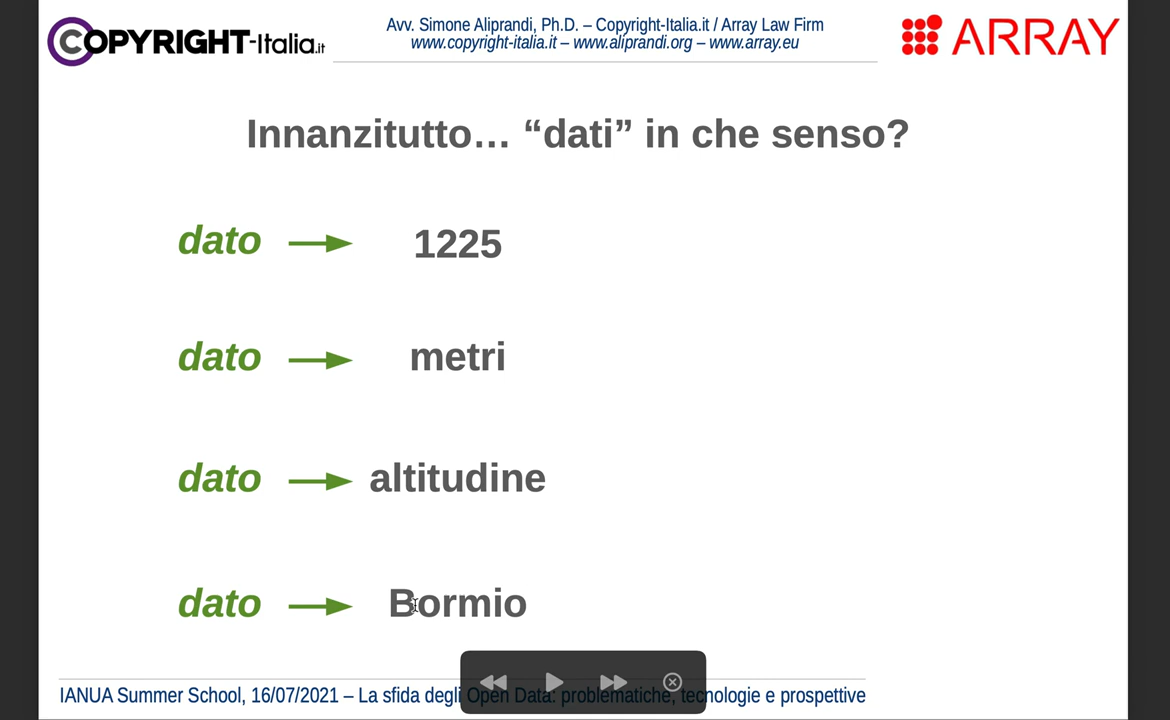 COPYRIGHT-Italia.it
Avv. Simone Aliprandi, Ph.D. – Copyright-Italia.it / Array Law Firm
www.copyright-italia.it – www.aliprandi.org – www.array.eu
ARRAY
Innanzitutto… “dati” in che senso?
dato 1225
dato metri
dato altitudine
dato Bormio
IANUA Summer School, 16/07/2021 – La sfida degli Open Data: problematiche, tecnologie e prospettive